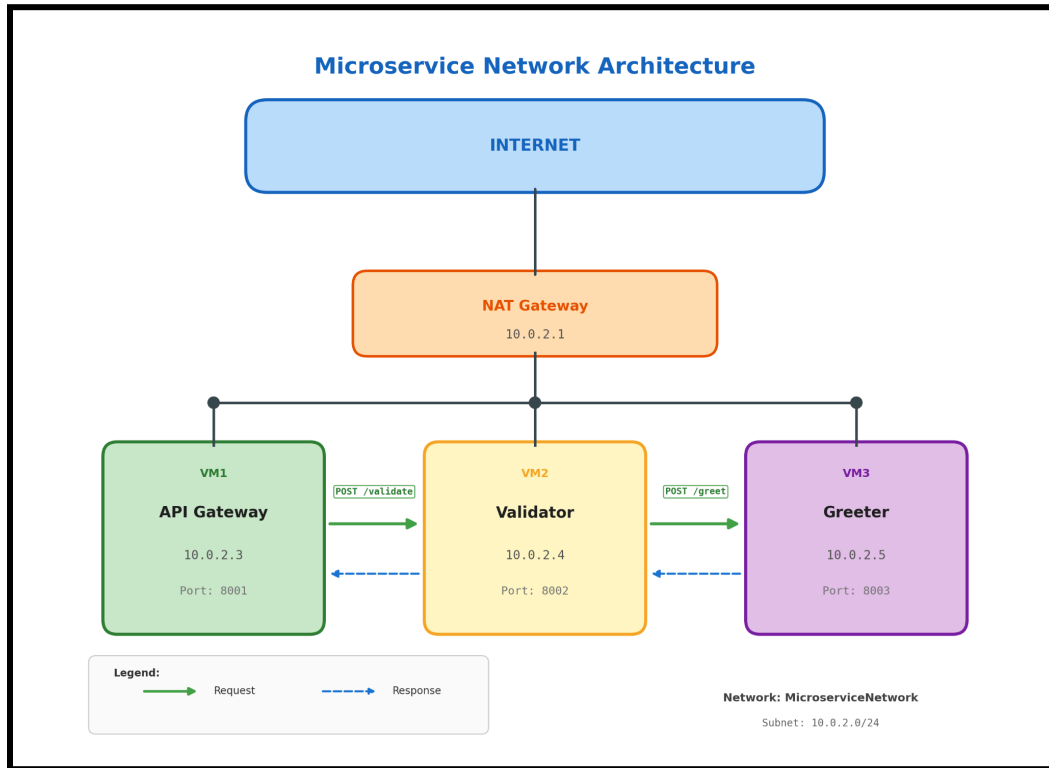 Microservice Network Architecture
INTERNET
NAT Gateway
10.0.2.1
VM1
API Gateway
10.0.2.3
Port: 8001
POST /validate
VM2
Validator
10.0.2.4
Port: 8002
POST /greet
VM3
Greeter
10.0.2.5
Port: 8003
Legend:
Request
Response
Network: MicroserviceNetwork
Subnet: 10.0.2.0/24